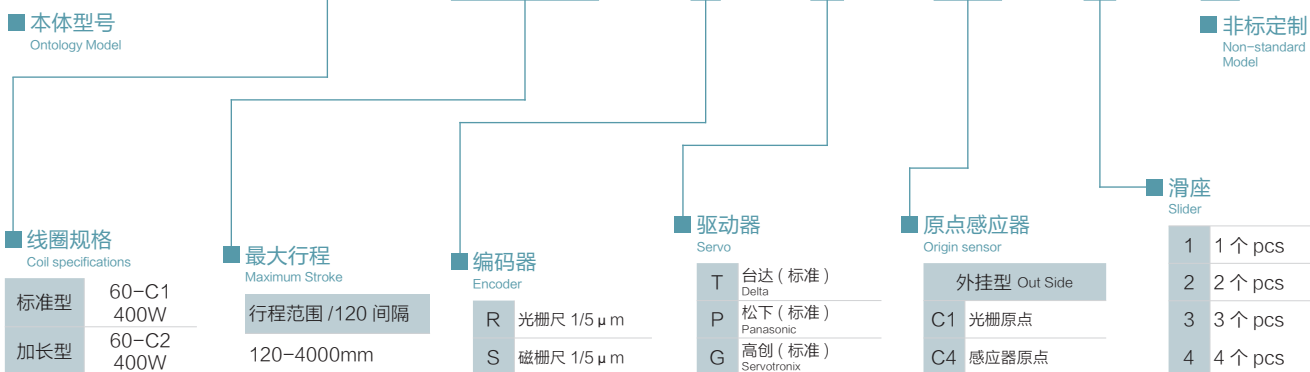 本体型号
Ontology Model
非标定制
Non-standard
Model
线圈规格
Coil specifications
标准型 60-C1
400W
加长型 60-C2
400W
最大行程
Maximum Stroke
行程范围 /120 间隔
120-4000mm
编码器
Encoder
R 光栅尺 1/5 μm
S 磁栅尺 1/5 μm
驱动器
Servo
T 台达 ( 标准 )
Delta
P 松下 ( 标准 )
Panasonic
G 高创 ( 标准 )
Servotronix
原点感应器
Origin sensor
外挂型 Out Side
C1 光栅原点
C4 感应器原点
滑座
Slider
1 1 个 pcs
2 2 个 pcs
3 3 个 pcs
4 4 个 pcs